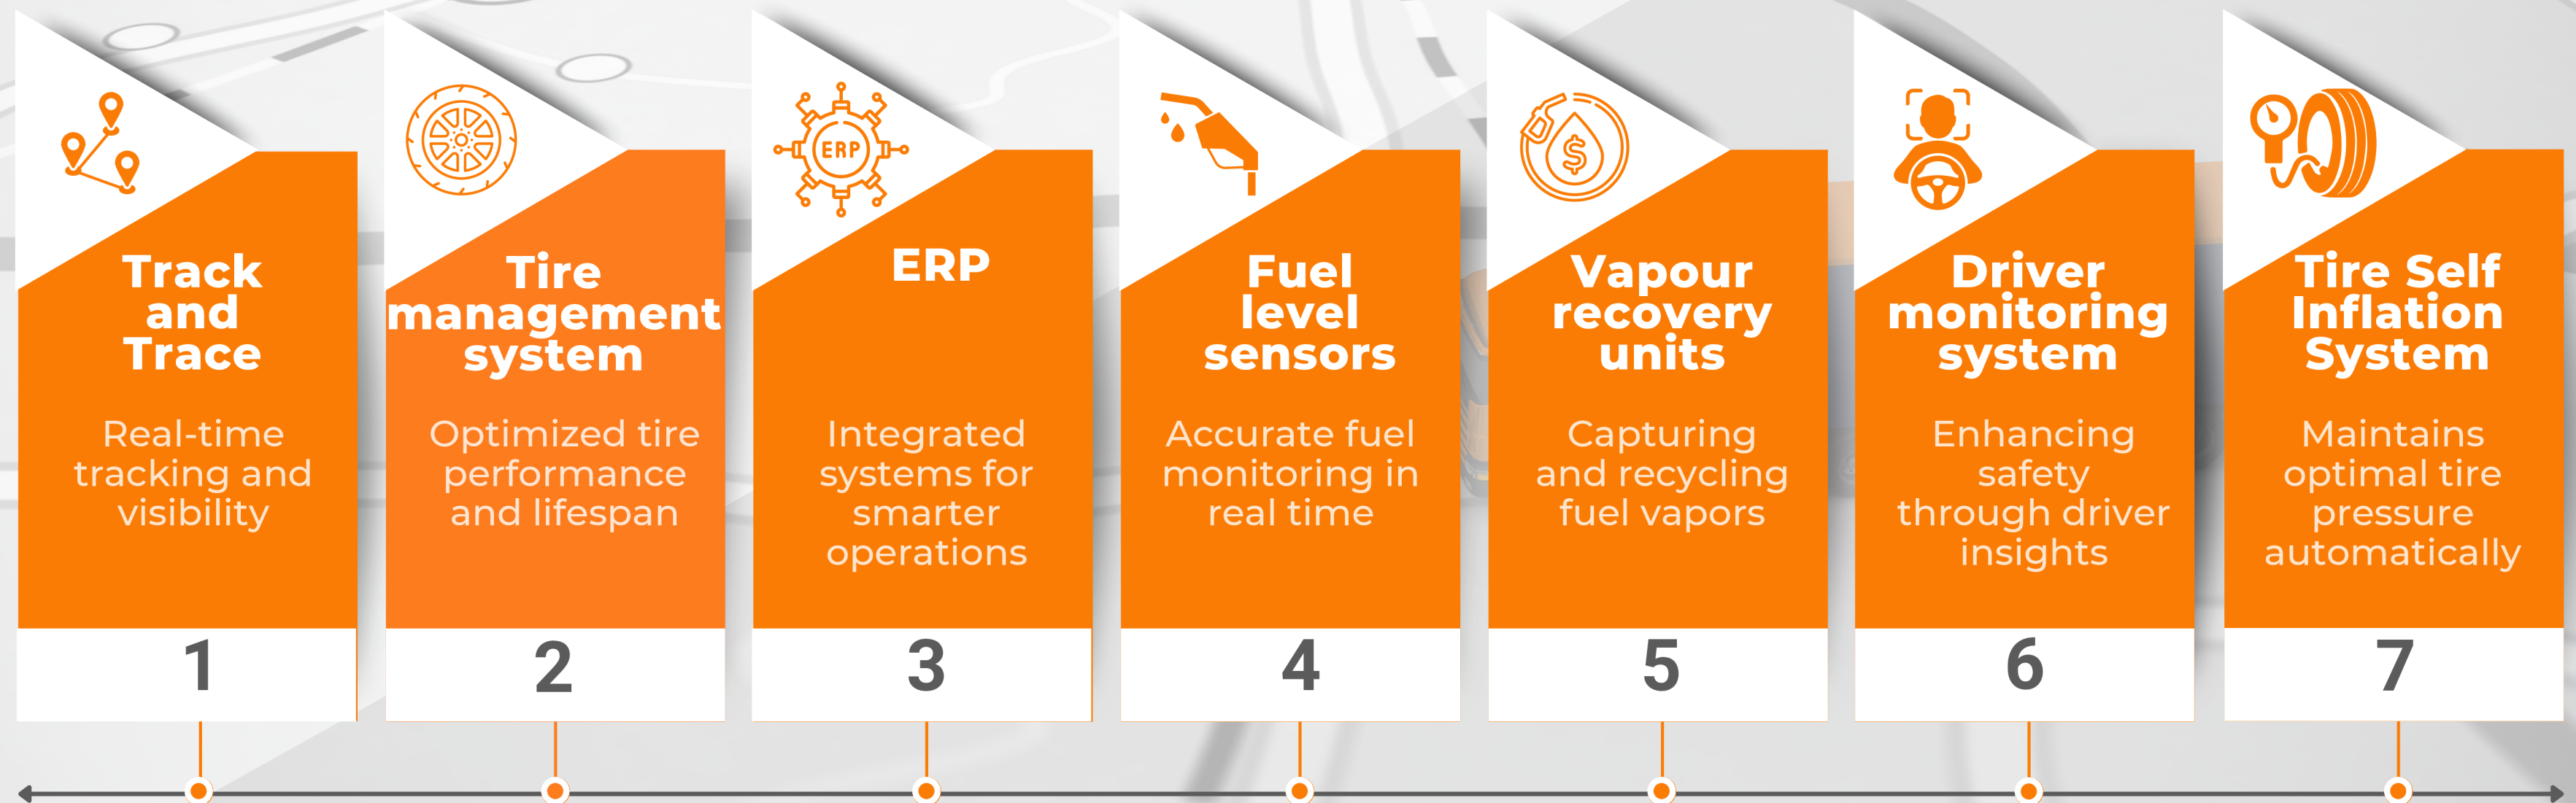 ERP
Track
and
Trace
Real-time
tracking and
visibility
1
Tire
management
system
Optimized tire
performance
and lifespan
2
ERP
Integrated
systems for
smarter
operations
3
Fuel
level
sensors
Accurate fuel
monitoring in
real time
4
$
Vapour
recovery
units
Capturing
and recycling
fuel vapors
5
Driver
monitoring
system
Enhancing
safety
through driver
insights
6
Tire Self
Inflation
System
Maintains
optimal tire
pressure
automatically
7